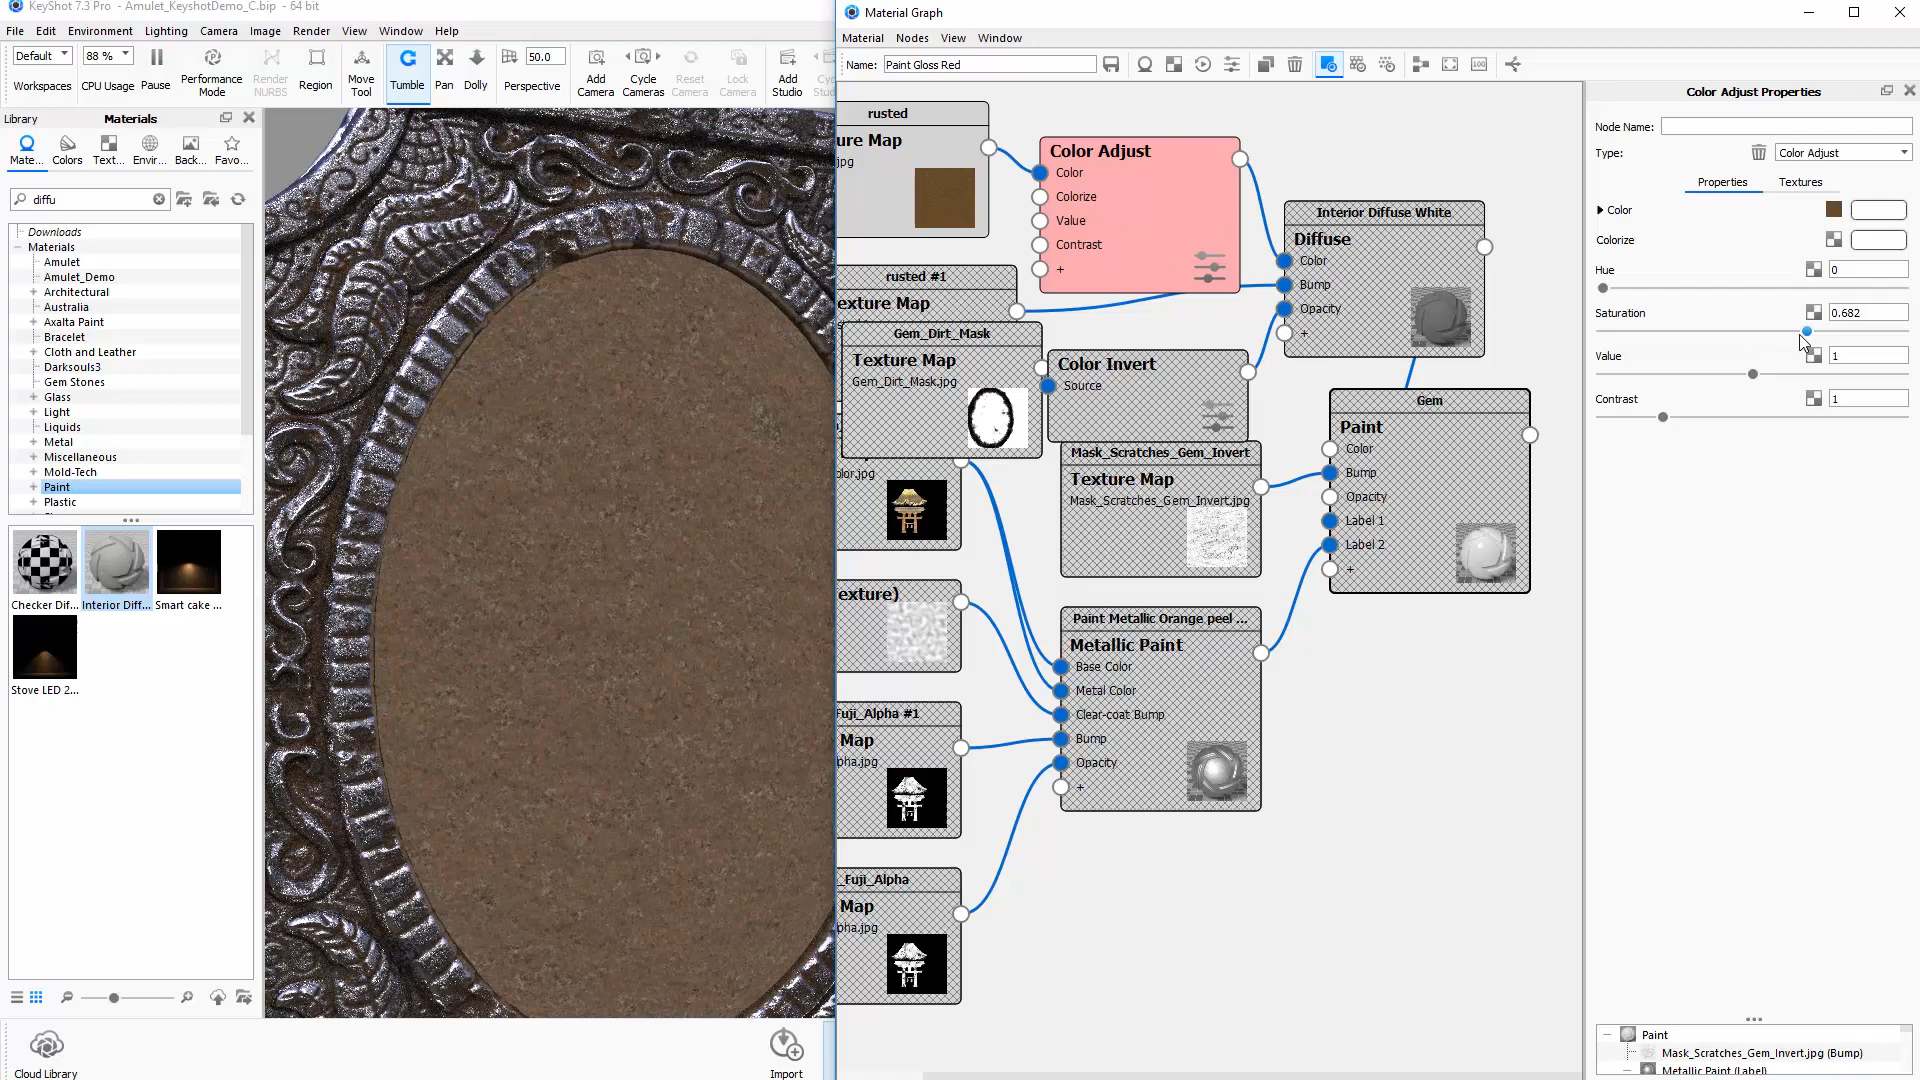 KeyShot 7.3 Pro - Amulet_KeyshotDemo_C.bip - 64 bit
File Edit Environment Lighting Camera Image Render View Window Help
Default
88 %
50.0
Workspaces
CPU Usage
Pause
Performance Mode
Render NURBS
Region
Move Tool
Tumble
Pan
Dolly
Perspective
Add Camera
Cycle Cameras
Reset Camera
Lock Camera
Add Studio
Library
Materials
Mate... Colors Text... Envir... Back... Favo...
diffu
Downloads
Materials
Amulet
Amulet_Demo
Architectural
Australia
Axalta Paint
Bracelet
Cloth and Leather
Darksouls3
Gem Stones
Glass
Light
Liquids
Metal
Miscellaneous
Mold-Tech
Paint
Plastic
Checker Dif... Interior Diff... Smart cake ...
Stove LED 2...
Cloud Library
Import
Material Graph
Material Nodes View Window
Name: Paint Gloss Red
100
rusted
ure Map
jpg
Color Adjust
Color
Colorize
Value
Contrast
+
rusted #1
exture Map
Gem_Dirt_Mask
Texture Map
Gem_Dirt_Mask.jpg
Color Invert
Source
Interior Diffuse White
Diffuse
Color
Bump
Opacity
+
Gem
Paint
Color
Bump
Opacity
Label 1
Label 2
+
olor.jpg
Mask_Scratches_Gem_Invert
Texture Map
Mask_Scratches_Gem_Invert.jpg
exture)
Paint Metallic Orange peel ...
Metallic Paint
Base Color
Metal Color
Clear-coat Bump
Bump
Opacity
+
Fuji_Alpha #1
Map
pha.jpg
_Fuji_Alpha
Map
pha.jpg
Color Adjust Properties
Node Name:
Type: Color Adjust
Properties Textures
Color
Colorize
Hue 0
Saturation 0.682
Value 1
Contrast 1
Paint
Mask_Scratches_Gem_Invert.jpg (Bump)
Metallic Paint (Label)